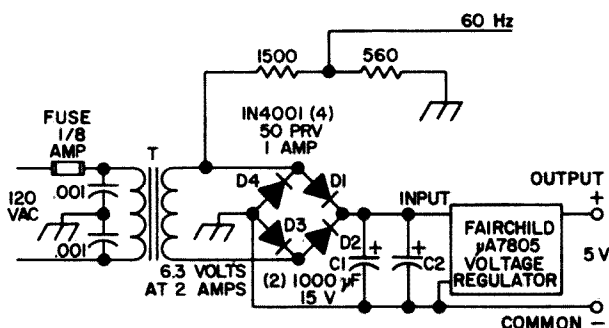 60 Hz
1500
560
IN4001 (4)
50 PRV
1 AMP
FUSE
1/8
AMP
T
D4
D1
.001
120
VAC
.001
D3
D2
INPUT
OUTPUT
+
FAIRCHILD
µA7805
VOLTAGE
REGULATOR
5 V
+
C1
+
C2
6.3 VOLTS
AT 2 AMPS
(2) 1000 µF
15 V
COMMON −